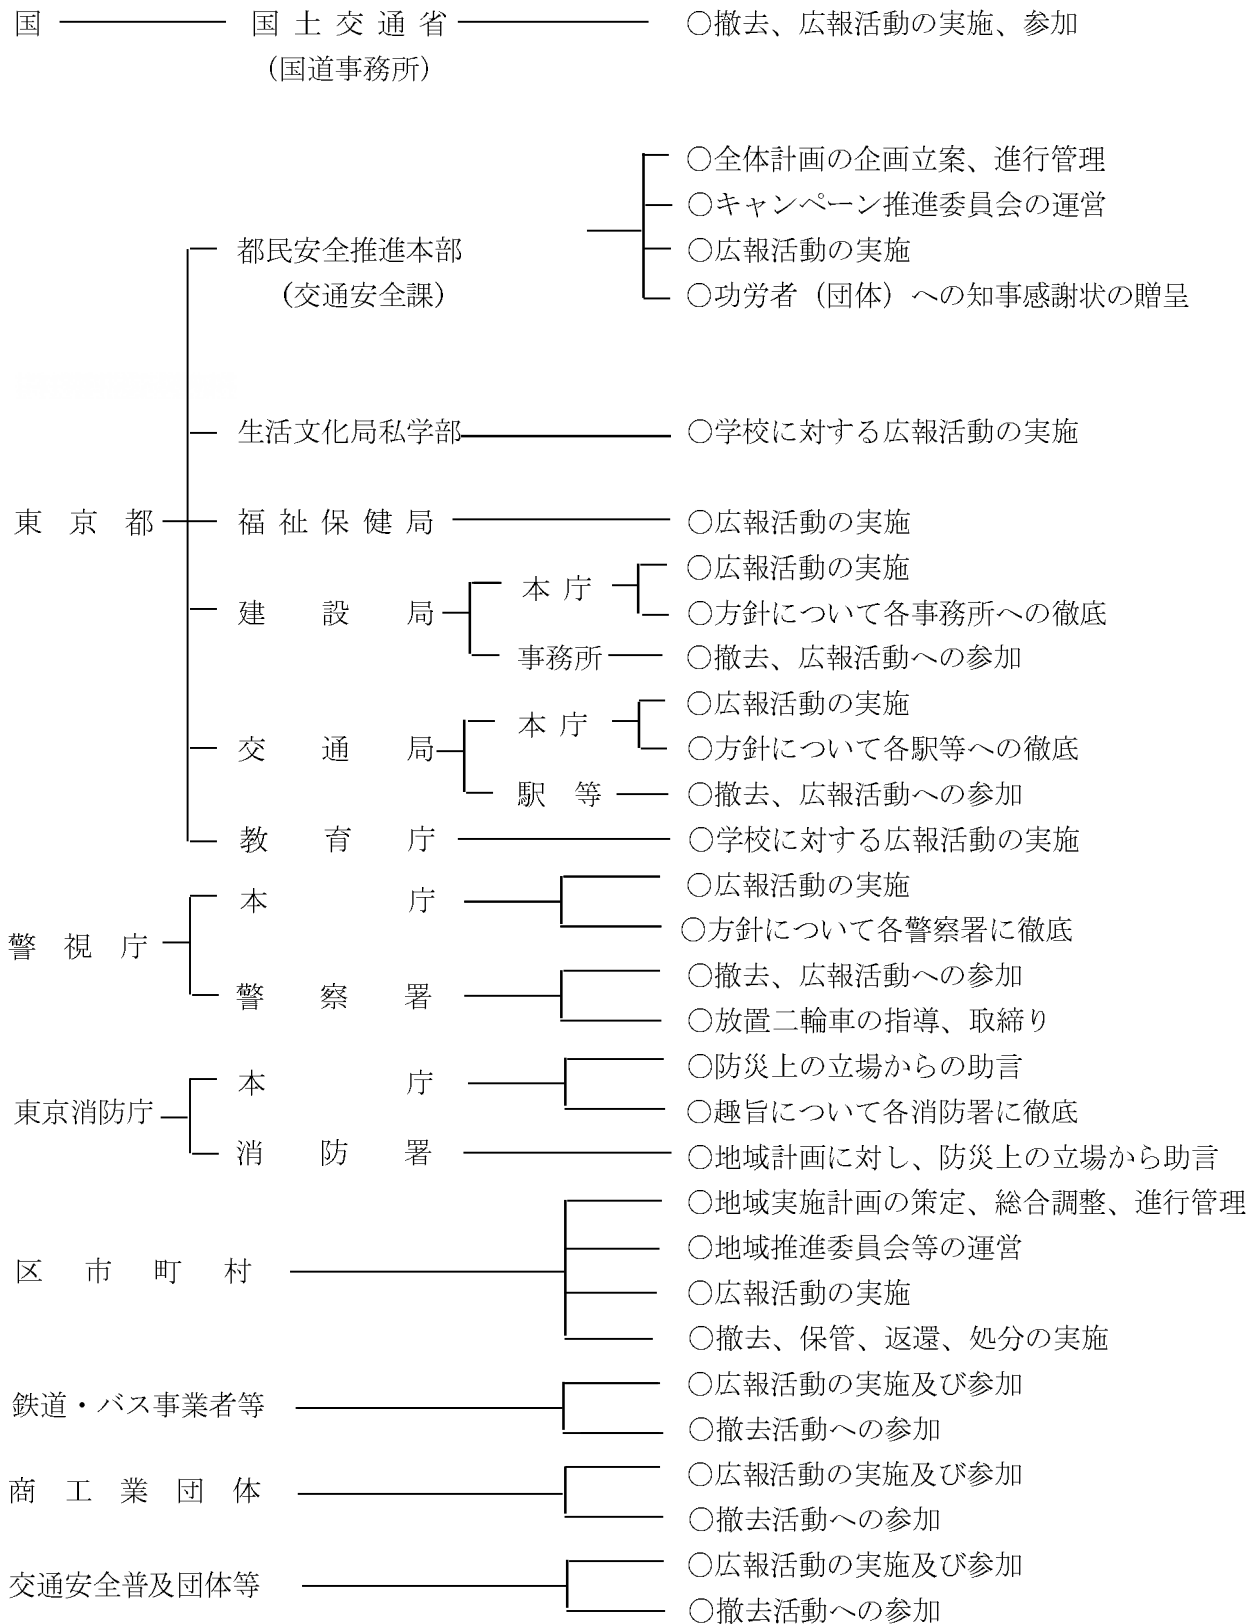 国 国土交通省 ○撤去、広報活動の実施、参加
(国道事務所)
○全体計画の企画立案、進行管理
○キャンペーン推進委員会の運営
都民安全推進本部 ○広報活動の実施
(交通安全課) ○功労者（団体）への知事感謝状の贈呈
生活文化局私学部 ○学校に対する広報活動の実施
東京都 福祉保健局 ○広報活動の実施
○広報活動の実施
建設局 本庁 ○方針について各事務所への徹底
事務所 ○撤去、広報活動への参加
○広報活動の実施
交通局 本庁 ○方針について各駅等への徹底
駅等 ○撤去、広報活動への参加
教育庁 ○学校に対する広報活動の実施
本庁 ○広報活動の実施
○方針について各警察署に徹底
警視庁
○撤去、広報活動への参加
警察署 ○放置二輪車の指導、取締り
○防災上の立場からの助言
本庁
東京消防庁 ○趣旨について各消防署に徹底
消防署 ○地域計画に対し、防災上の立場から助言
○地域実施計画の策定、総合調整、進行管理
○地域推進委員会等の運営
区市町村 ○広報活動の実施
○撤去、保管、返還、処分の実施
○広報活動の実施及び参加
鉄道・バス事業者等 ○撤去活動への参加
○広報活動の実施及び参加
商工業団体 ○撤去活動への参加
○広報活動の実施及び参加
交通安全普及団体等 ○撤去活動への参加